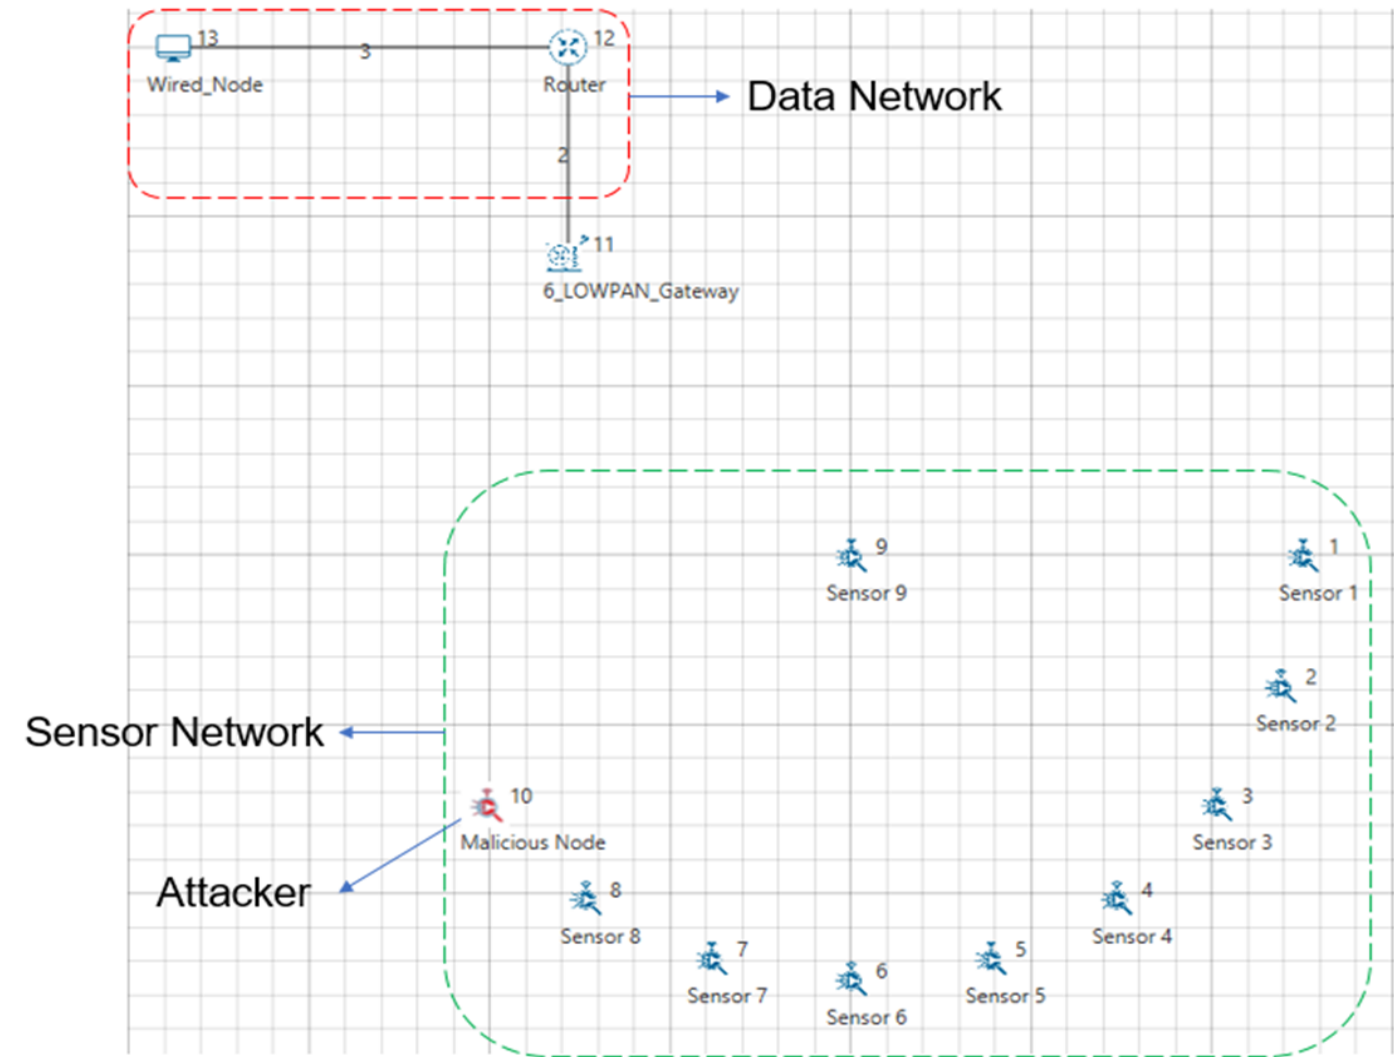 13
3
12
Wired_Node
Router
Data Network
2
11
6_LOWPAN_Gateway
9
1
Sensor 9
Sensor 1
2
Sensor 2
Sensor Network
10
3
Malicious Node
Sensor 3
Attacker
8
4
Sensor 8
Sensor 4
7
5
6
Sensor 7
Sensor 5
Sensor 6